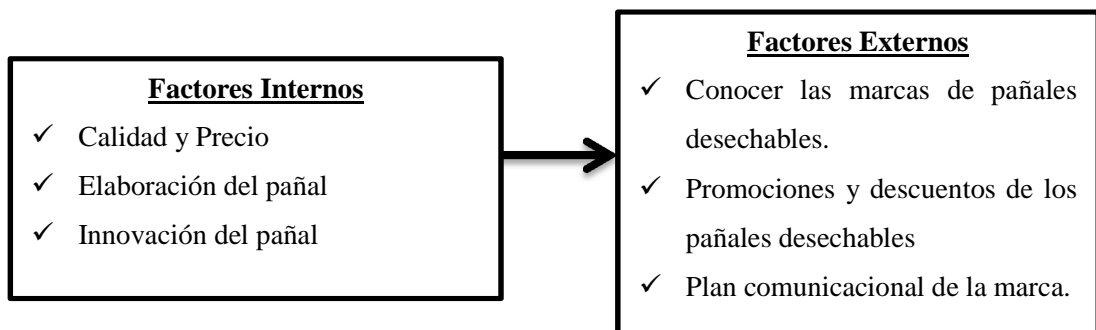 Factores Internos
✓ Calidad y Precio
✓ Elaboración del pañal
✓ Innovación del pañal
Factores Externos
✓ Conocer las marcas de pañales
desechables.
✓ Promociones y descuentos de los
pañales desechables
✓ Plan comunicacional de la marca.